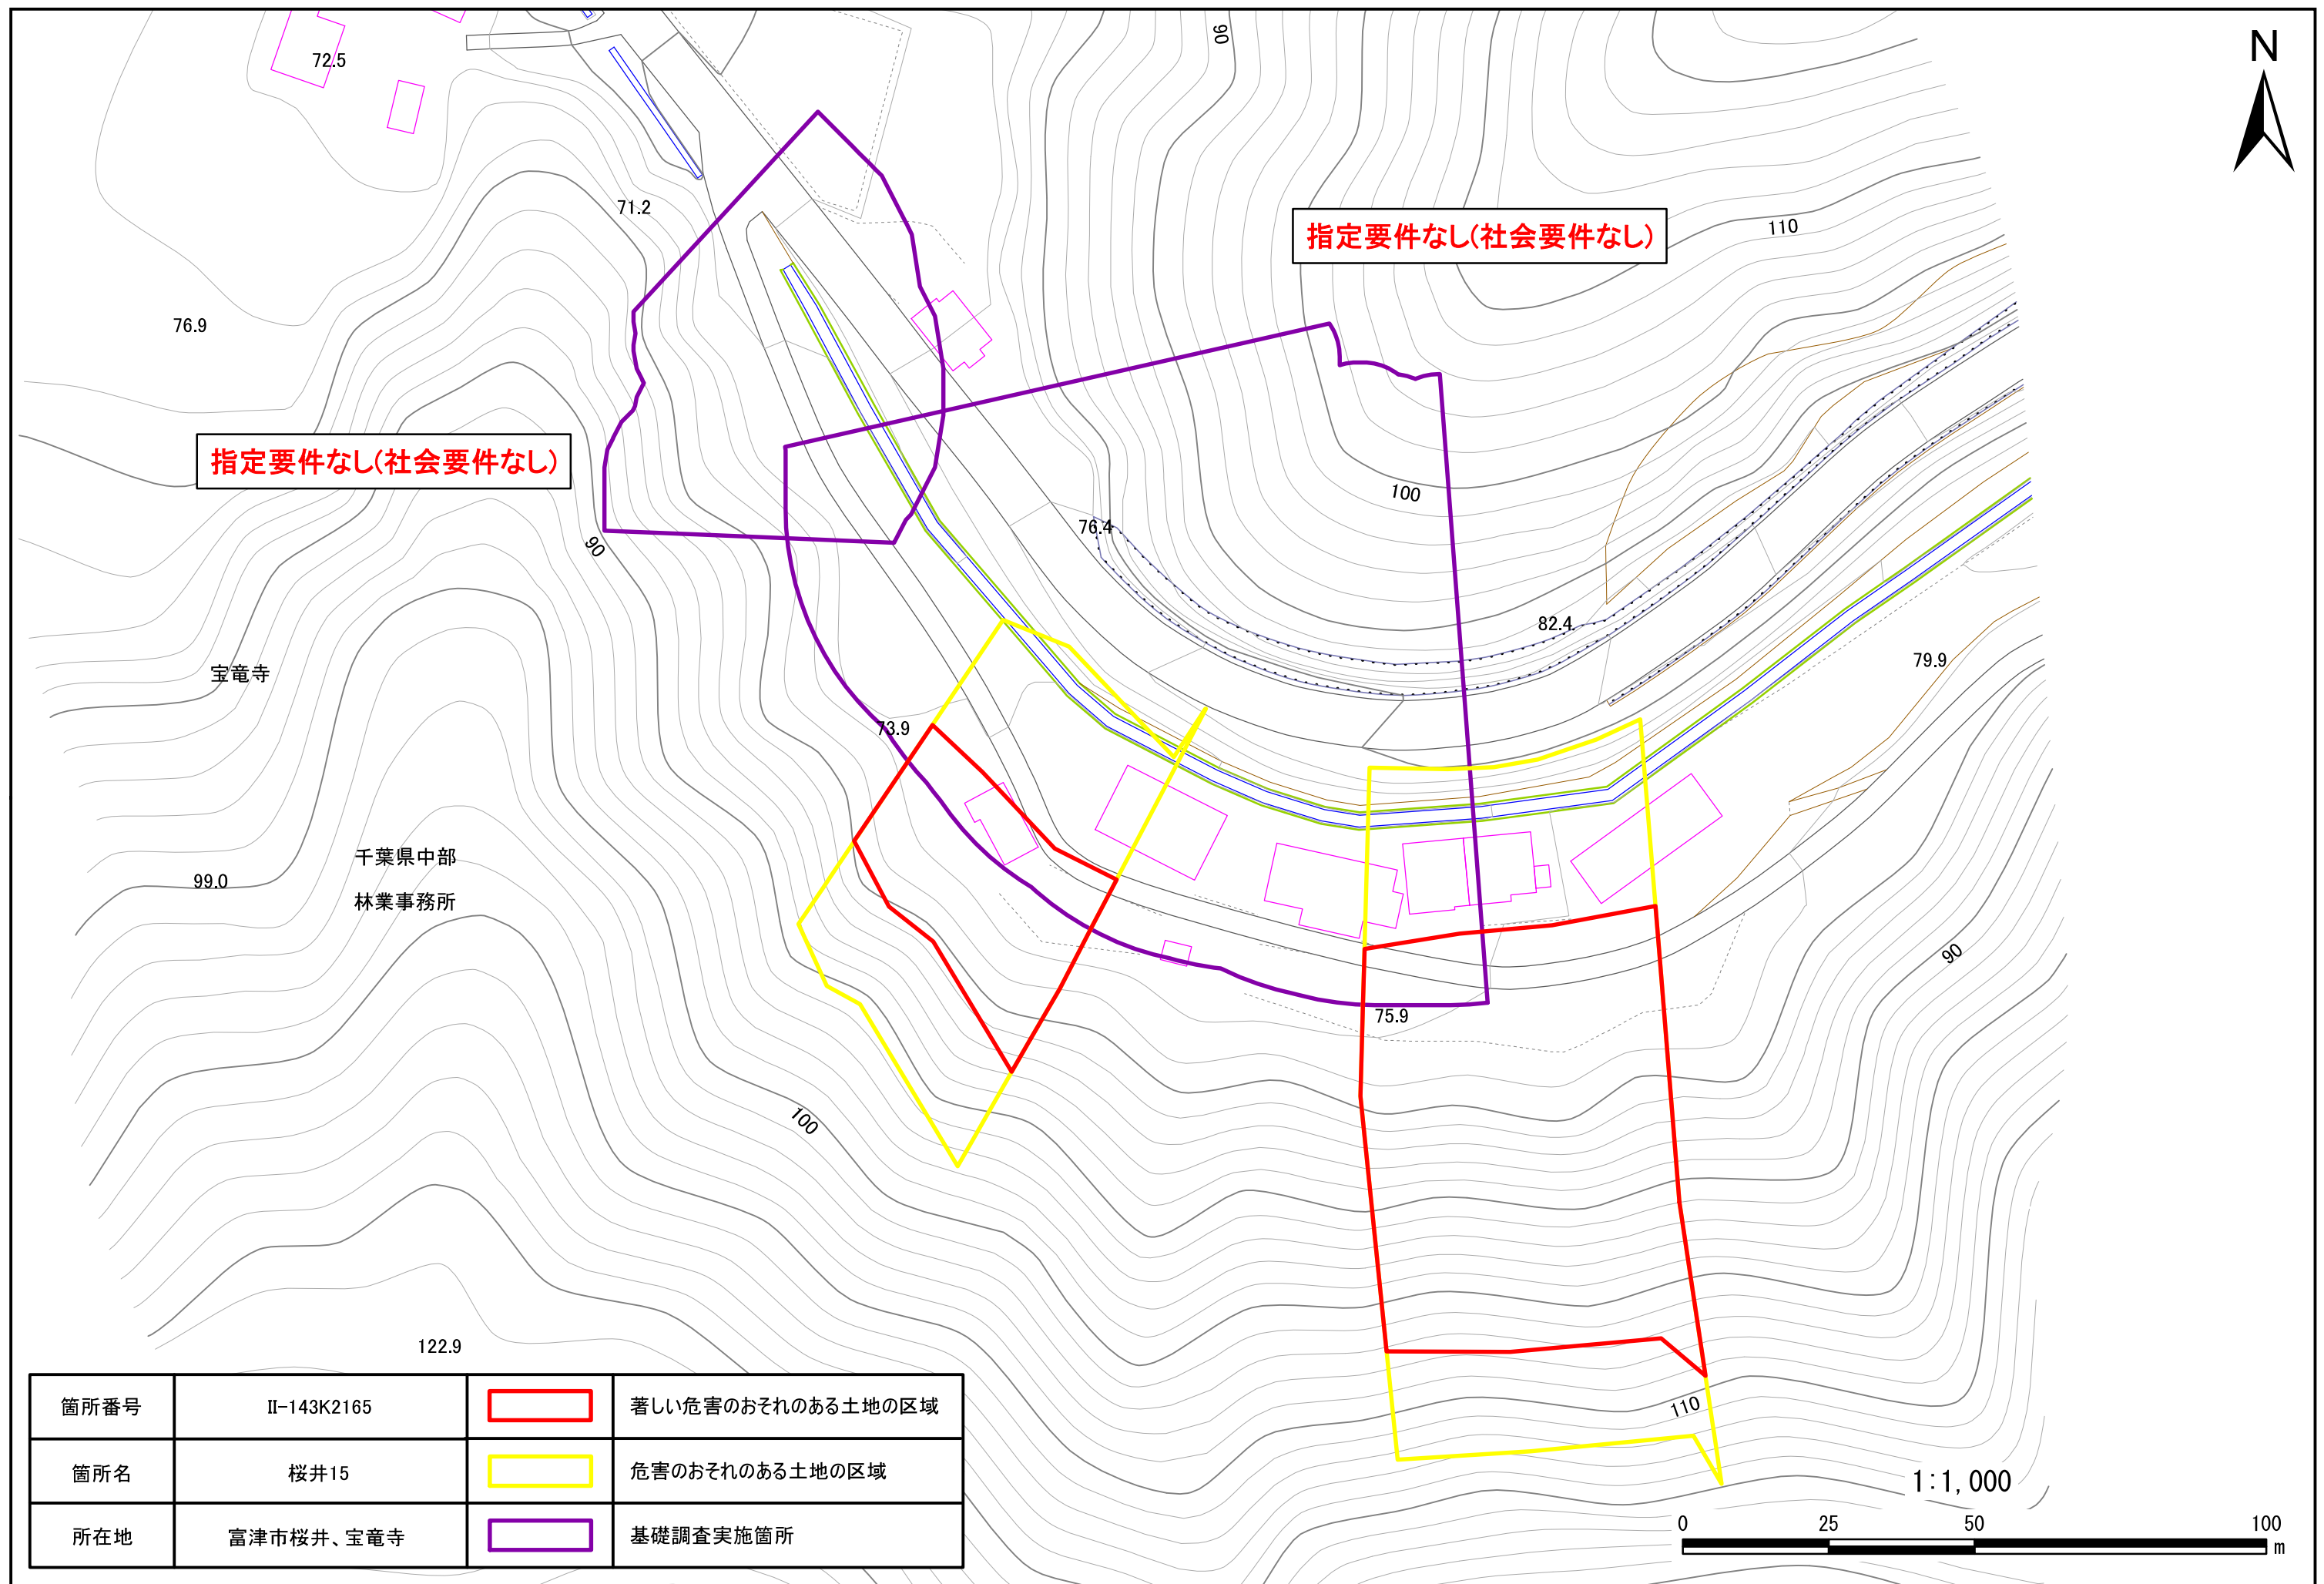 90
N
72.5
71.2
110
指定要件なし(社会要件なし)
76.9
指定要件なし(社会要件なし)
100
76.4
90
82.4
宝竜寺
79.9
73.9
千葉県中部
99.0
林業事務所
90
75.9
100
122.9
110
箇所番号 II-143K2165 著しい危害のおそれのある土地の区域
箇所名 桜井15 危害のおそれのある土地の区域
所在地 富津市桜井、宝竜寺 基礎調査実施箇所
1:1,000
0 25 50 100
m